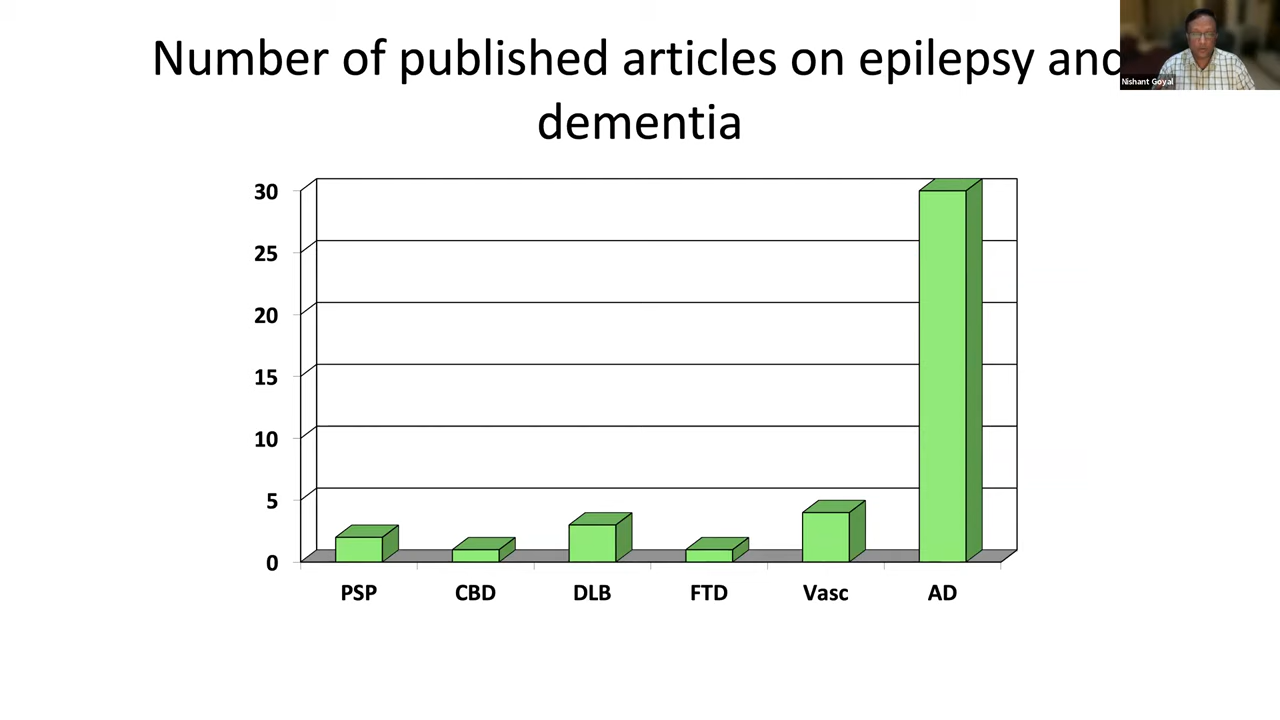 Number of published articles on epilepsy and
dementia
Nishant Goyal
30
25
20
15
10
5
0
PSP CBD DLB FTD Vasc AD